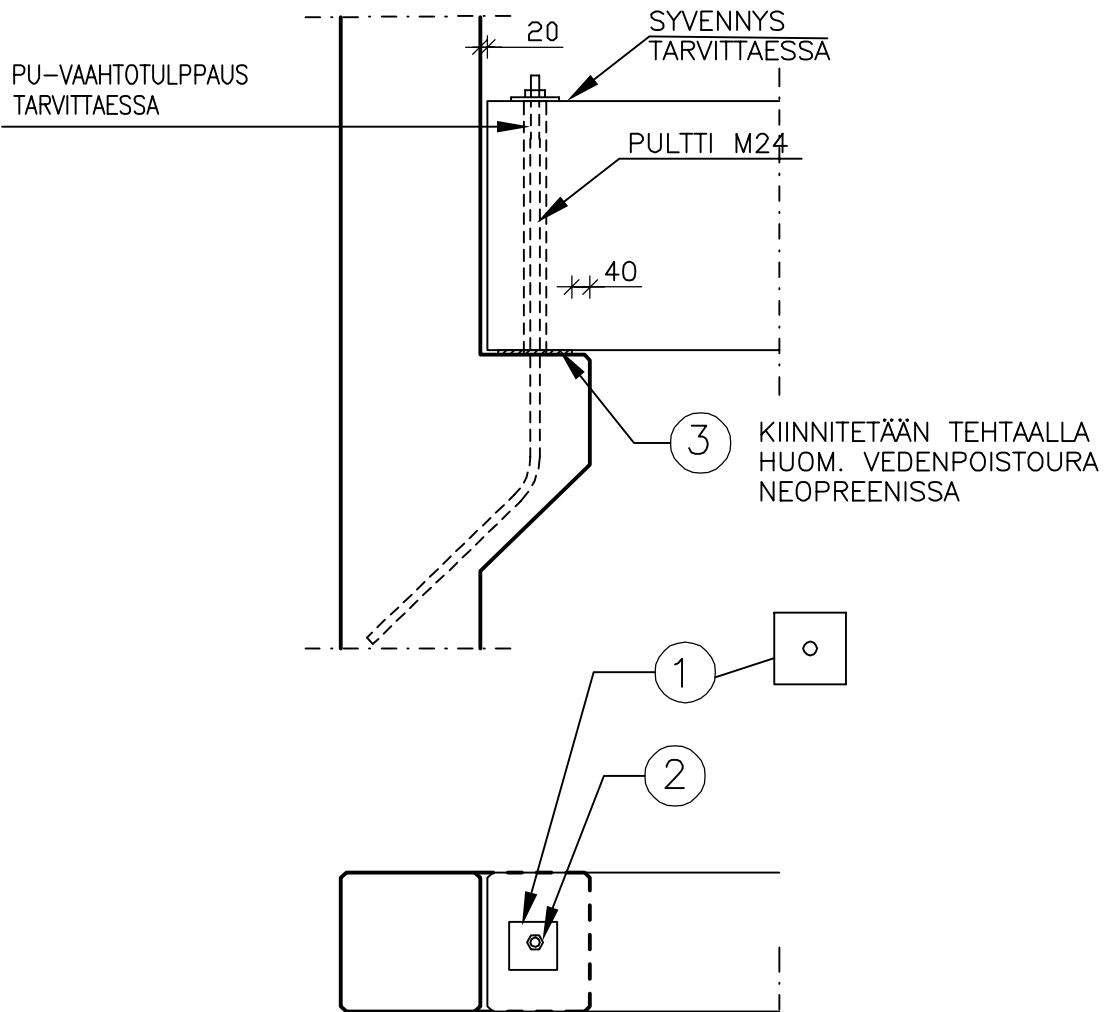 20
SYVENNYS
TARVITTAESSA
PU-VAAHTOTULPPAUS
TARVITTAESSA
PULTTI M24
40
3
KIINNITETÄÄN TEHTAALLA
HUOM. VEDENPOISTOURA
NEOPREENISSA
1
2